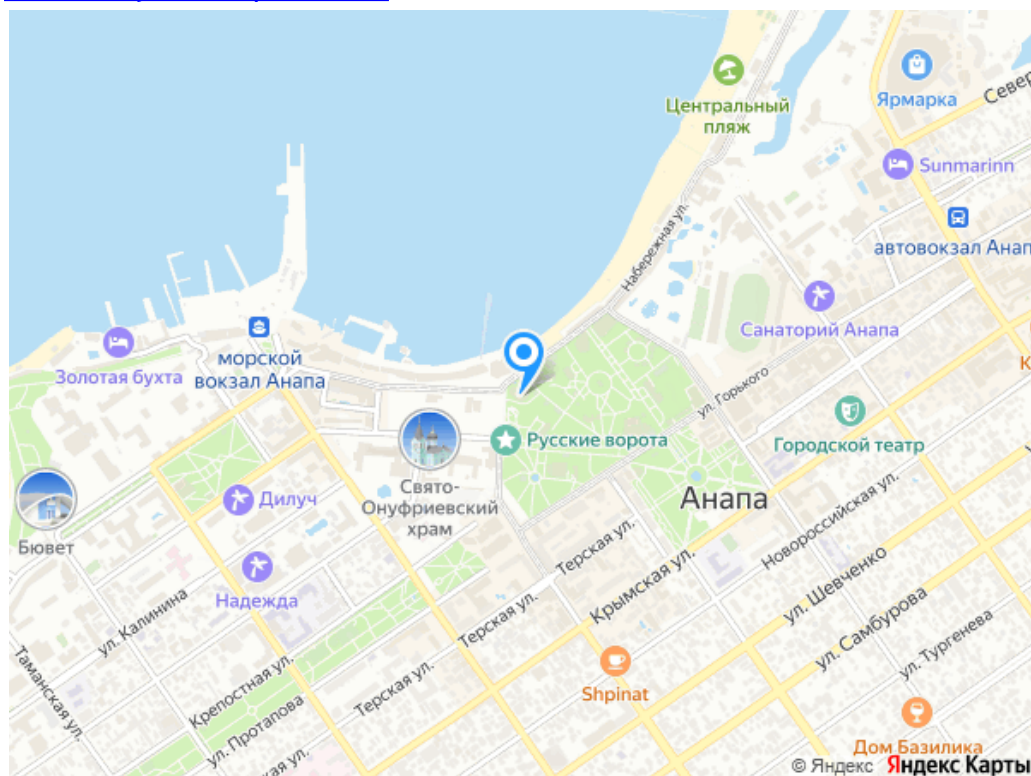 Центральный
пляж
Ярмарка
Север
Sunmarinn
автовокзал Анап
Набережная ул.
Санаторий Анапа
морской
вокзал Анапа
Золотая бухта
К
ул. Горького
Русские ворота
Городской театр
Свято-
Онуфриевский
храм
Анапа
Дилуч
Бювет
Новороссийская ул.
Терская ул.
Надежда
Крымская ул.
ул. Шевченко
ул. Калинина
Терская ул.
ул. Самбурова
ул. Тургенева
Таманская ул.
Крепостная ул.
Терская ул.
Shpinat
ул. Протапова
Дом Базилика
ская ул.
© Яндекс Яндекс Карты